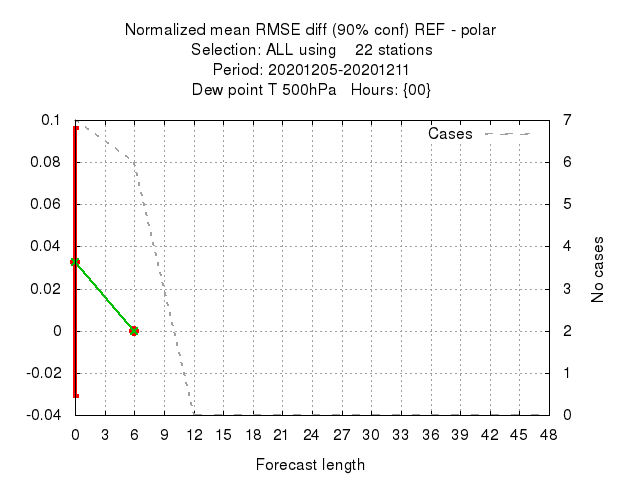 Normalized mean RMSE diff (90% conf) REF - polar
Selection: ALL using    22 stations
Period: 20201205-20201211
Dew point T 500hPa   Hours: {00}
Cases
0.1
0.08
0.06
0.04
0.02
0
-0.02
-0.04
7
6
5
4
3
2
1
0
No cases
0 3 6 9 12 15 18 21 24 27 30 33 36 39 42 45 48
Forecast length